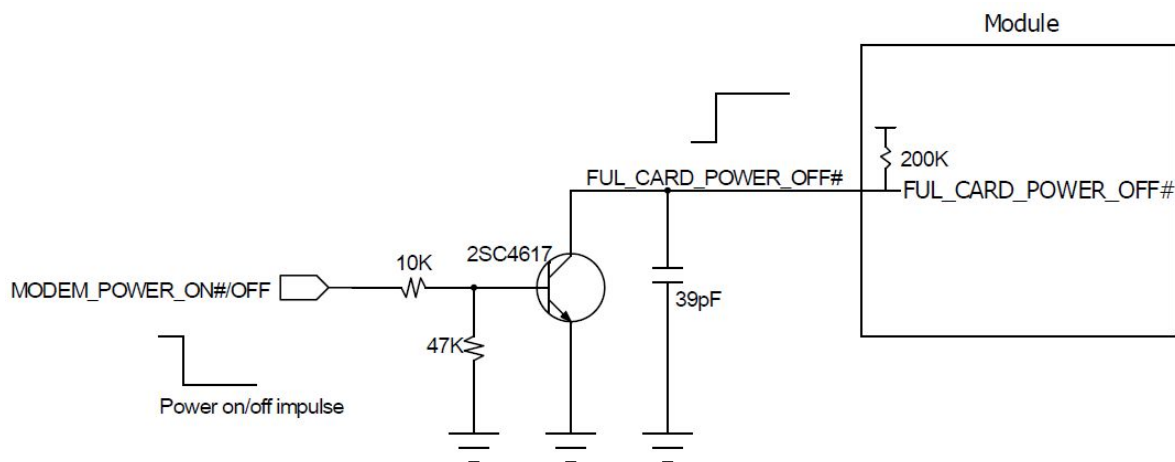 Module
200K
FUL_CARD_POWER_OFF#
FUL_CARD_POWER_OFF#
2SC4617
10K
MODEM_POWER_ON#/OFF
39pF
47K
Power on/off impulse